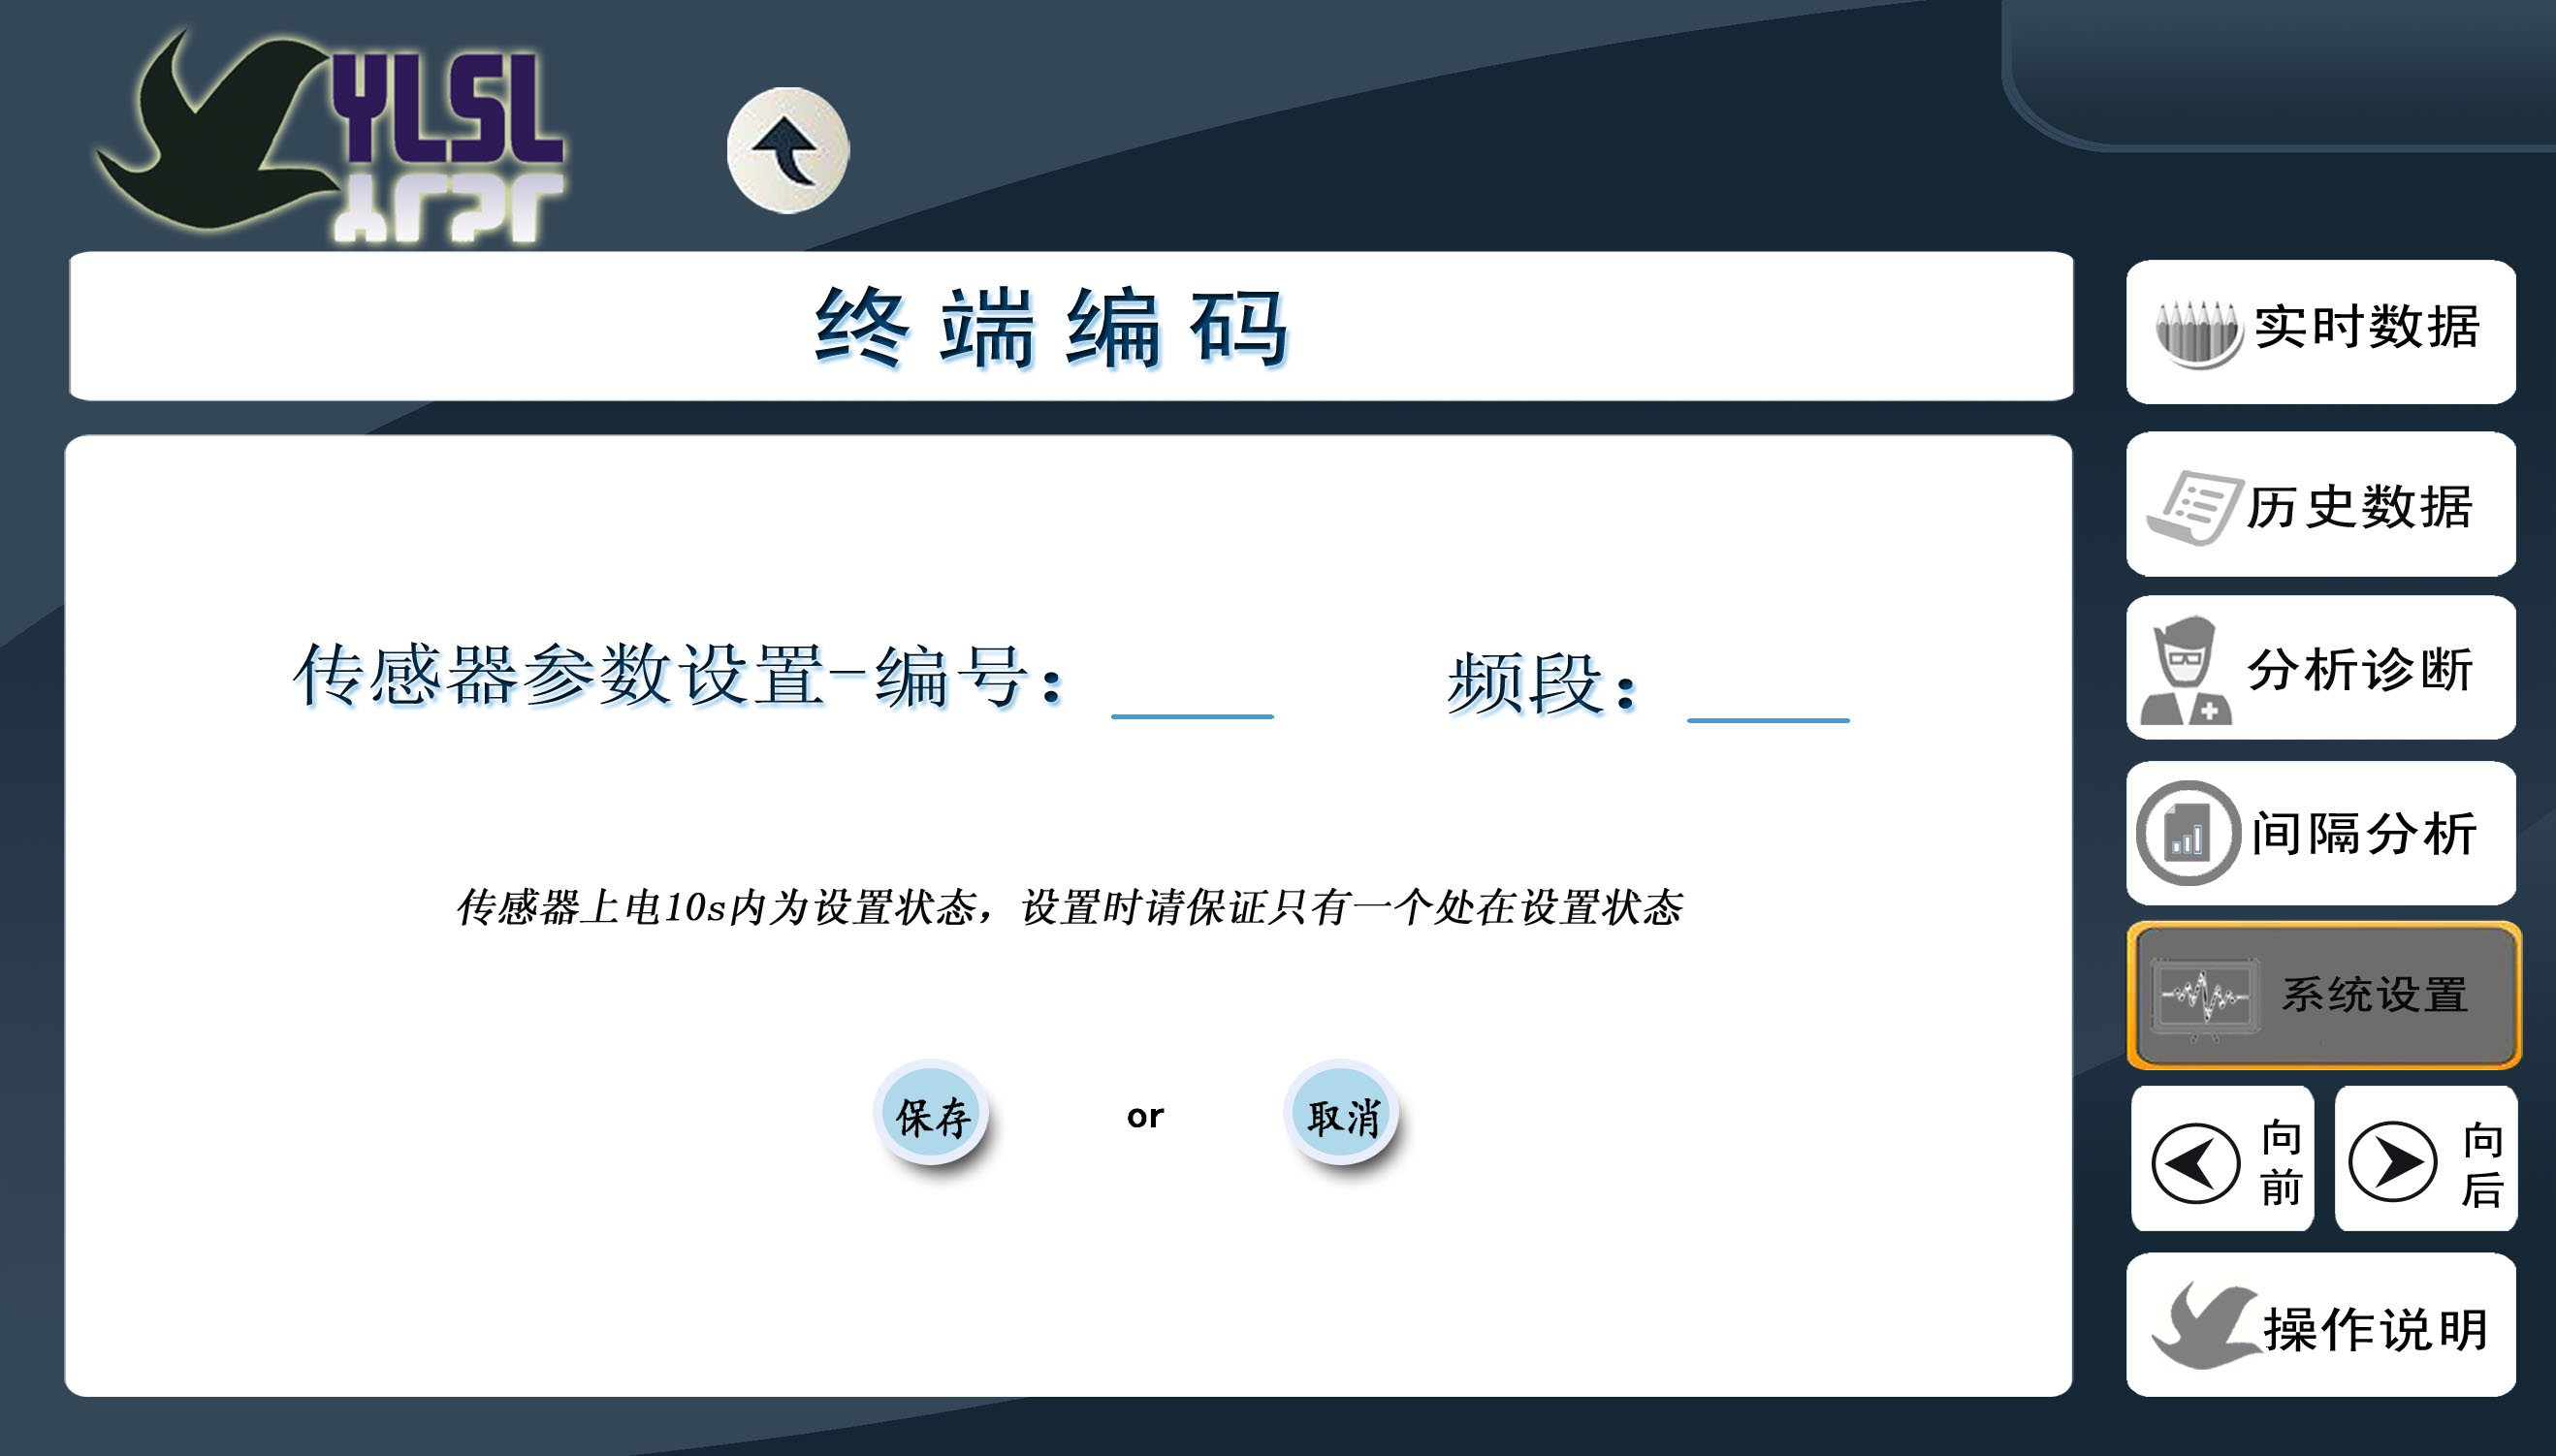 YLSL
终端编码
传感器参数设置-编号：
频段：
传感器上电10s内为设置状态，设置时请保证只有一个处在设置状态
保存 or 取消
实时数据
历史数据
分析诊断
间隔分析
系统设置
向前
向后
操作说明